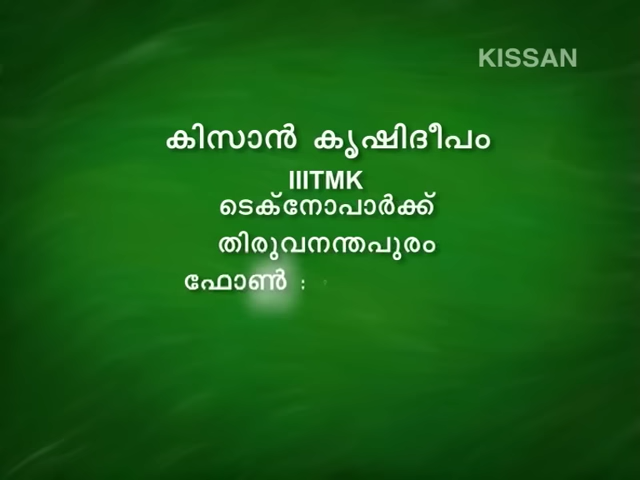 KISSAN
കിസാൻ കൃഷിദീപം
IIITMK
ടെക്നോപാർക്ക്
തിരുവനന്തപുരം
ഫോൺ :